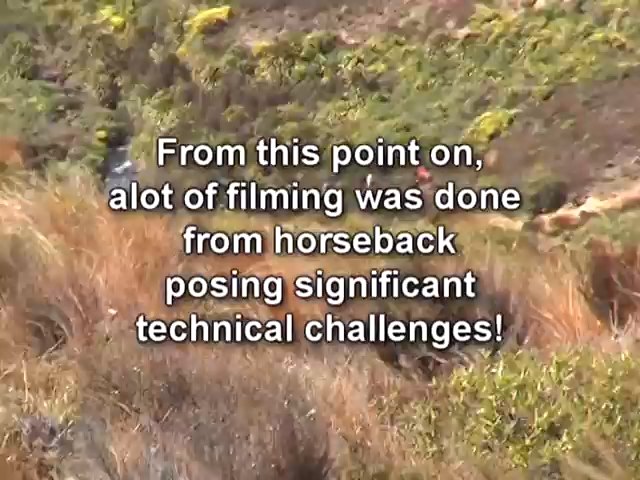 From this point on,
alot of filming was done
from horseback
posing significant
technical challenges!